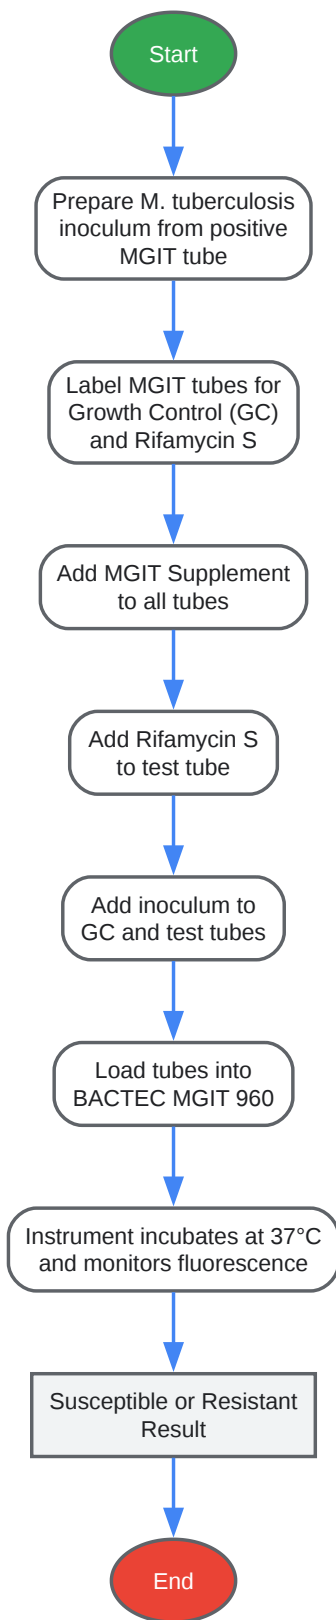 Start
Prepare M. tuberculosis
inoculum from positive
MGIT tube
Label MGIT tubes for
Growth Control (GC)
and Rifamycin S
Add MGIT Supplement
to all tubes
Add Rifamycin S
to test tube
Add inoculum to
GC and test tubes
Load tubes into
BACTEC MGIT 960
Instrument incubates at 37°C
and monitors fluorescence
Susceptible or Resistant
Result
End